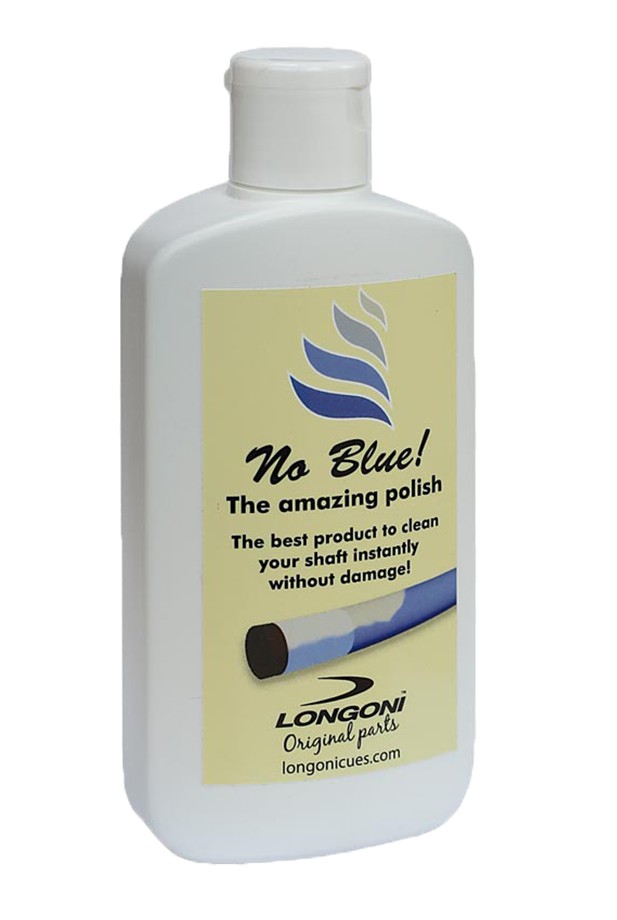 No Blue!
The amazing polish
The best product to clean
your shaft instantly
without damage!
LONGONI™
Original parts
longonicues.com